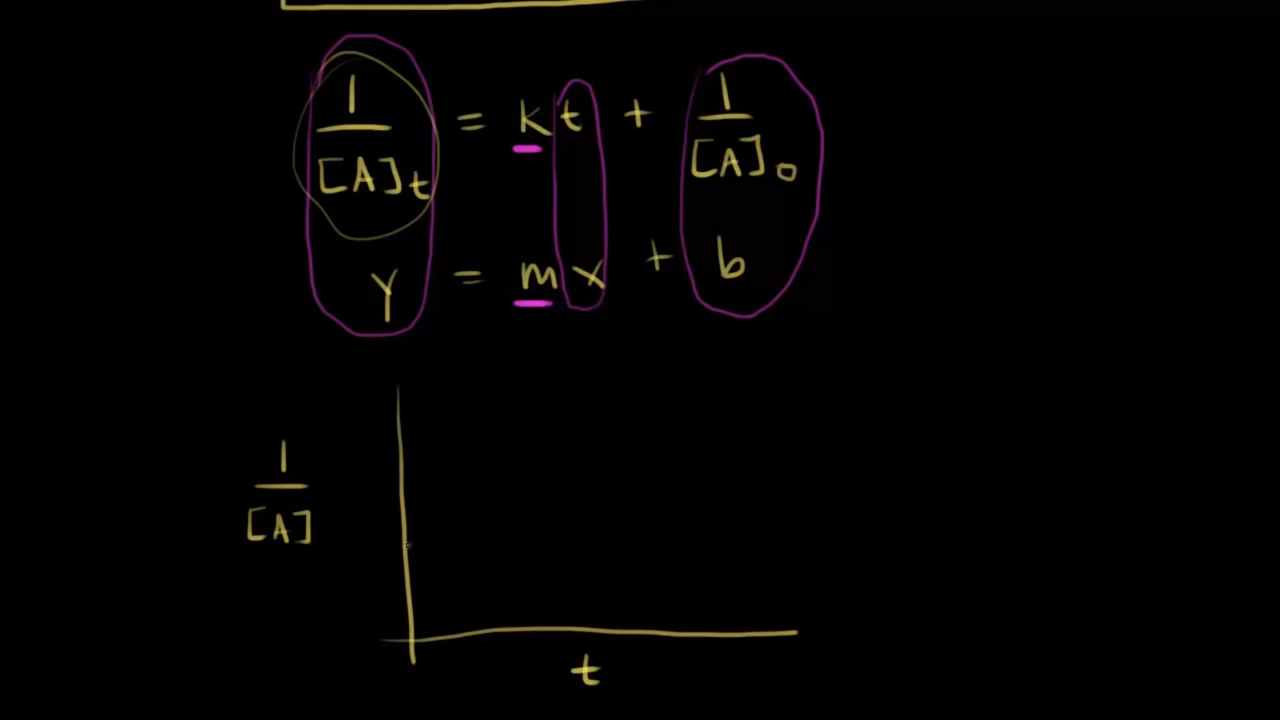 1/[A]t = kt + 1/[A]0
Y = mx + b
1/[A]
t